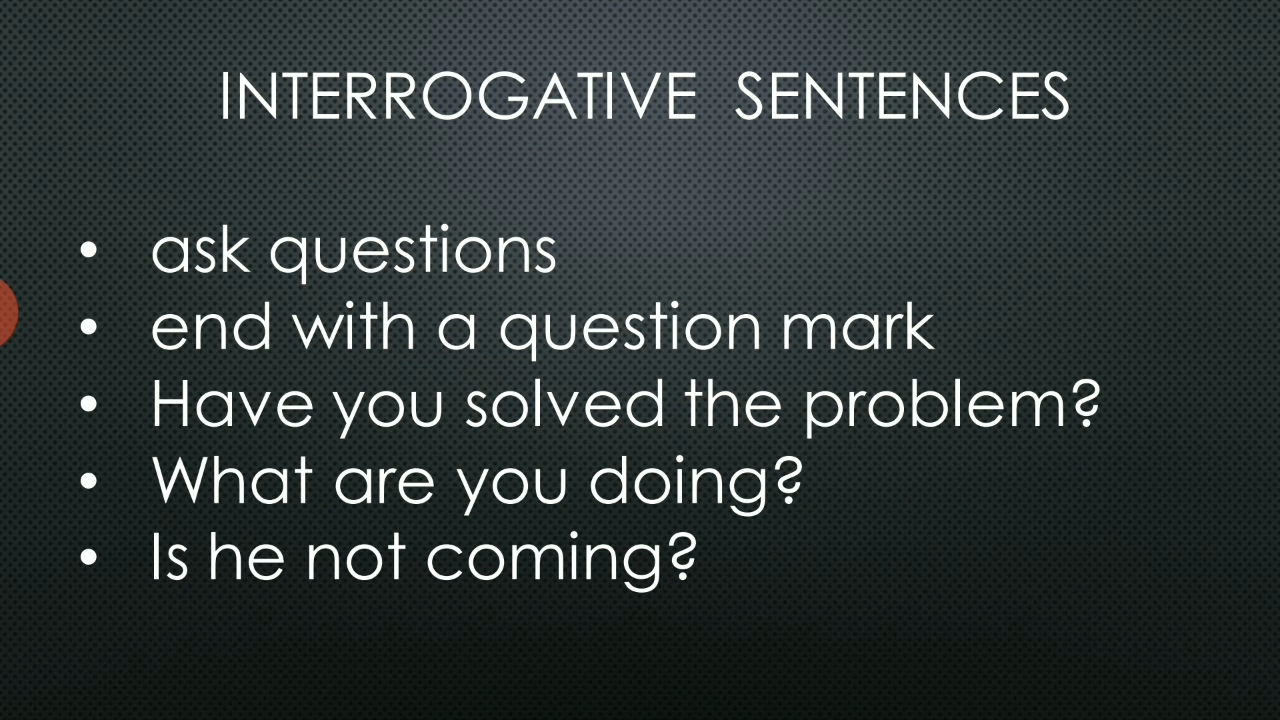 INTERROGATIVE SENTENCES
• ask questions
• end with a question mark
• Have you solved the problem?
• What are you doing?
• Is he not coming?